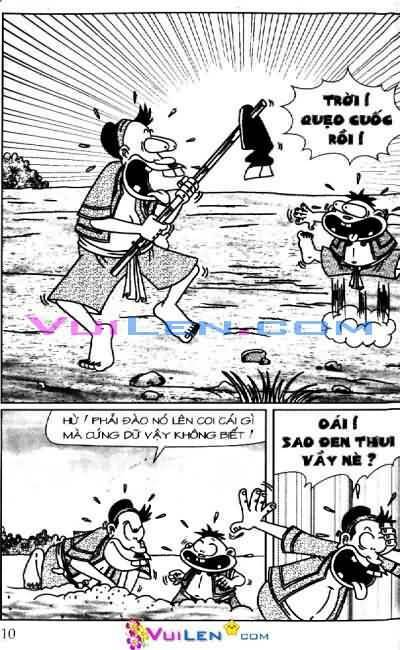 TRỜI !
QUẸO CUỐC
RỒI !
VUILEN.COM
HỪ ! PHẢI ĐÀO NÓ LÊN COI CÁI GÌ
MÀ CỨNG DỮ VẬY KHÔNG BIẾT !
OÁI !
SAO ĐEN THUI
VẦY NÈ ?
10
VUILEN.COM